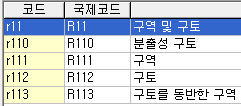 코드 국제코드
r11 R11 구역 및 구토
r110 R110 분출성 구토
r111 R111 구역
r112 R112 구토
r113 R113 구토를 동반한 구역